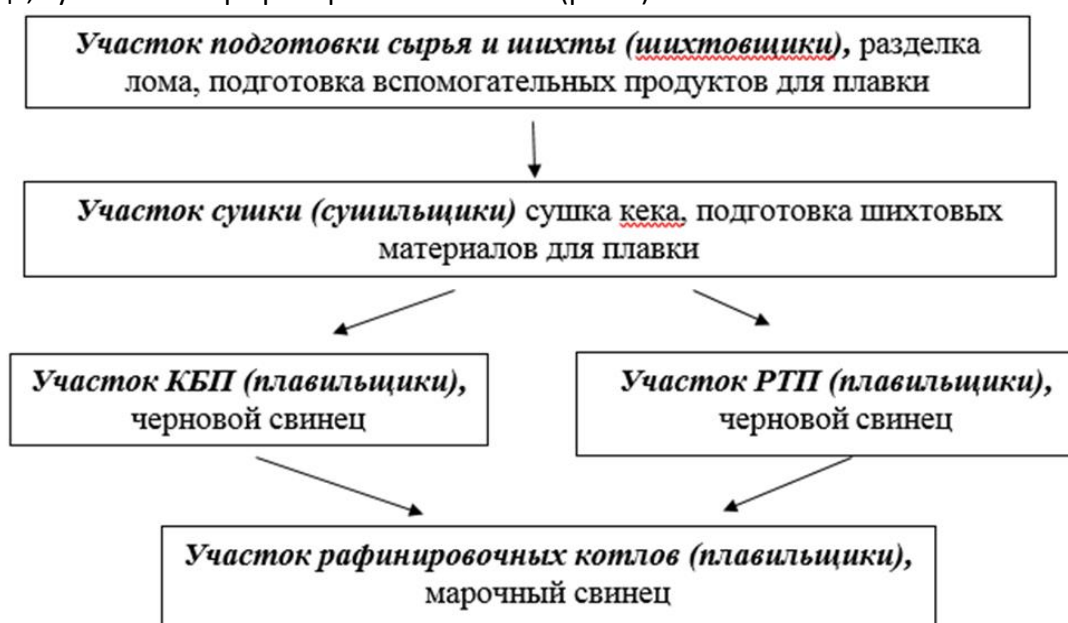 Участок подготовки сырья и шихты (шихтовщики), разделка
лома, подготовка вспомогательных продуктов для плавки
Участок сушки (сушильщики) сушка кека, подготовка шихтовых
материалов для плавки
Участок КБП (плавильщики),
черновой свинец
Участок РТП (плавильщики),
черновой свинец
Участок рафинировочных котлов (плавильщики),
марочный свинец